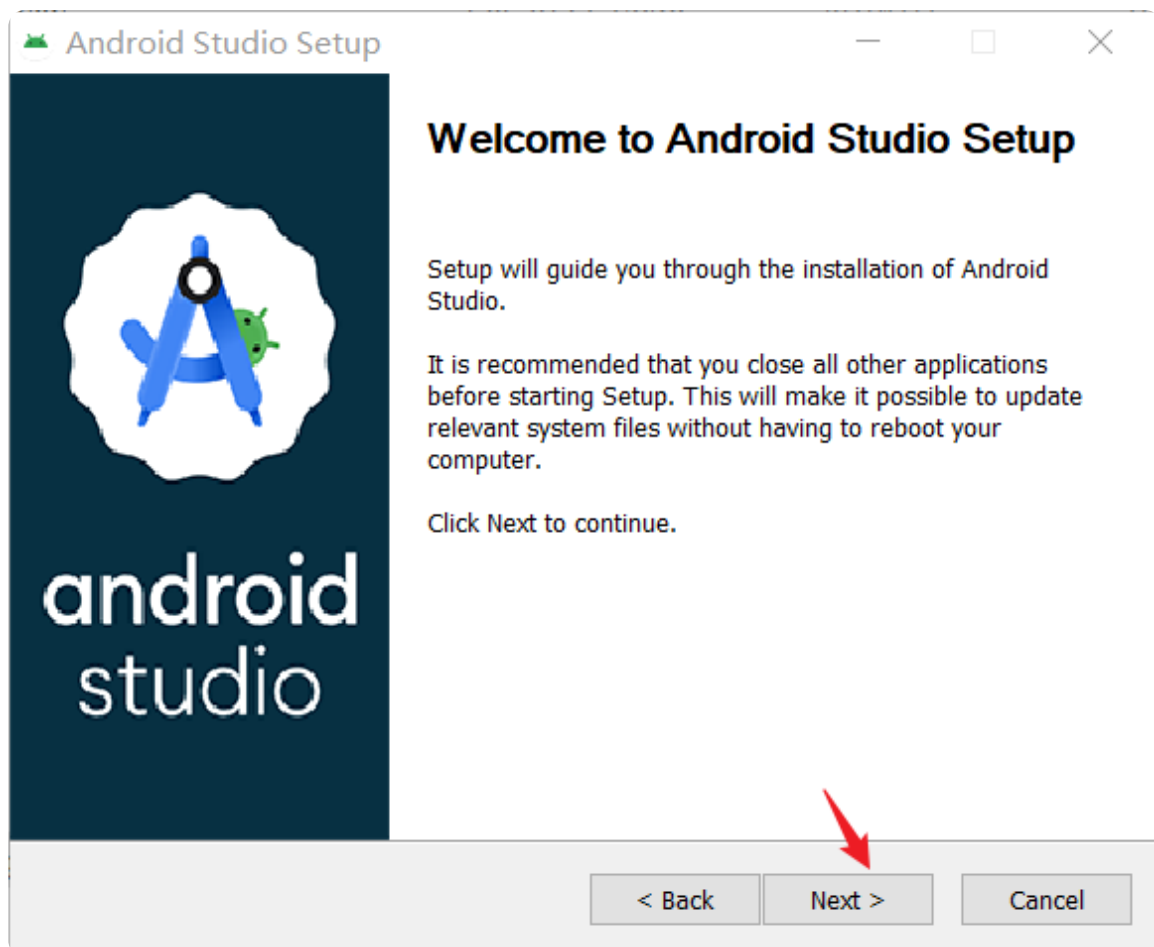 Android Studio Setup
Welcome to Android Studio Setup
Setup will guide you through the installation of Android
Studio.
It is recommended that you close all other applications
before starting Setup. This will make it possible to update
relevant system files without having to reboot your
computer.
Click Next to continue.
android
studio
< Back
Next >
Cancel